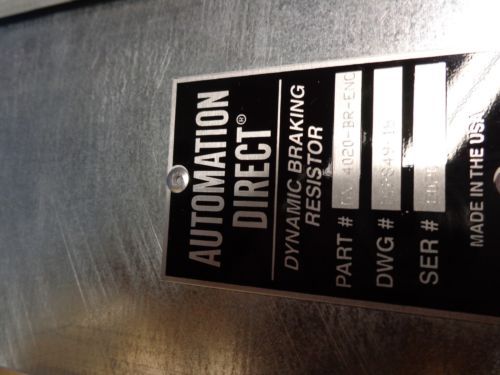 AUTOMATION
DIRECT®
DYNAMIC BRAKING
RESISTOR
PART # 4020-BR-ENC
DWG #
SER #
MADE IN THE USA